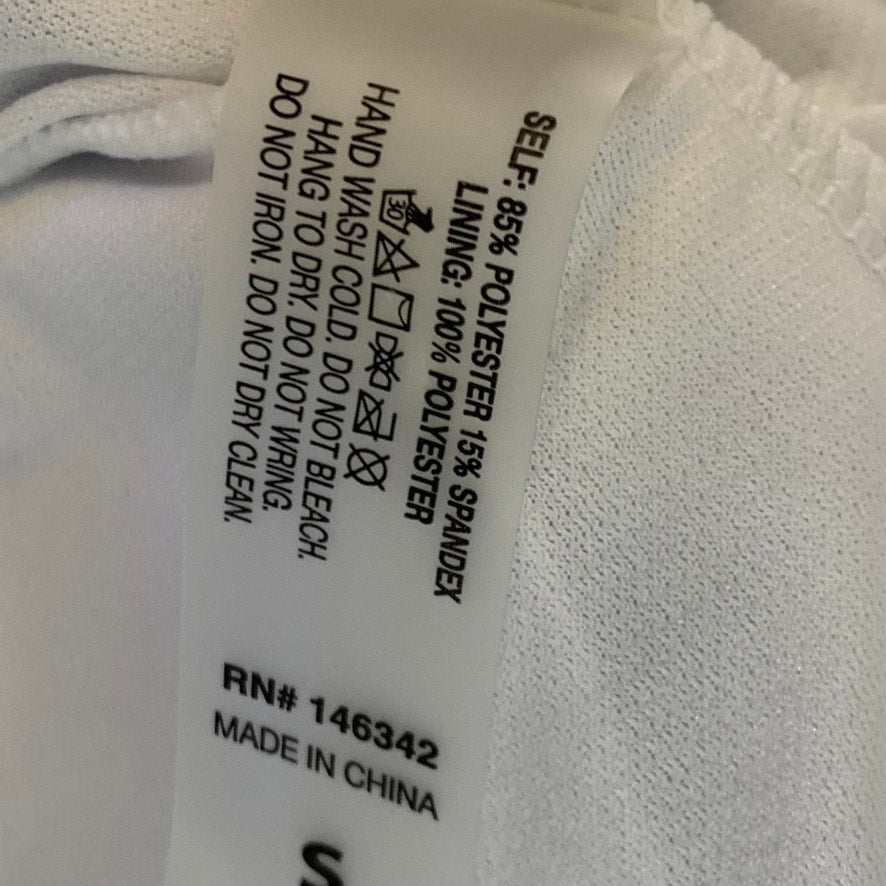 SELF: 85% POLYESTER 15% SPANDEX
LINING: 100% POLYESTER
30
HAND WASH COLD. DO NOT BLEACH.
HANG TO DRY. DO NOT WRING.
DO NOT IRON. DO NOT DRY CLEAN.
RN# 146342
MADE IN CHINA
S